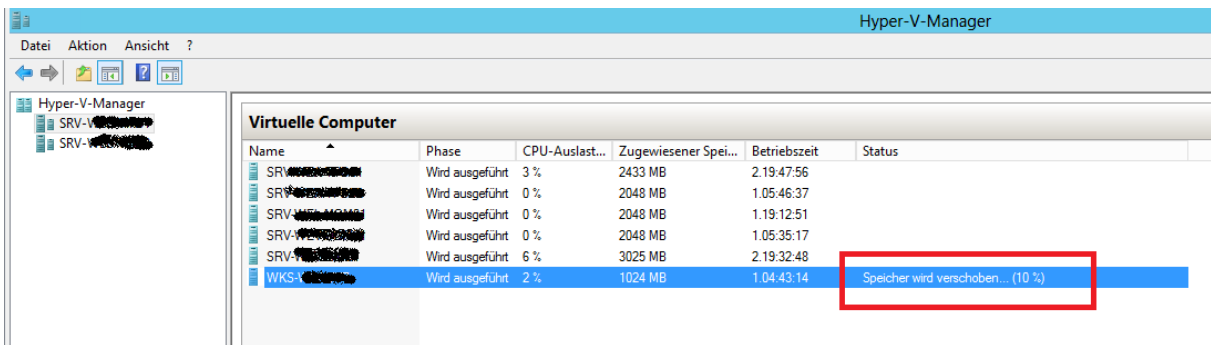 Hyper-V-Manager
Datei Aktion Ansicht ?
Hyper-V-Manager
SRV-
SRV-
Virtuelle Computer
Name Phase CPU-Auslast... Zugewiesener Spei... Betriebszeit Status
SRV Wird ausgeführt 3 % 2433 MB 2.19:47:56
SRV Wird ausgeführt 0 % 2048 MB 1.05:46:37
SRV- Wird ausgeführt 0 % 2048 MB 1.19:12:51
SRV- Wird ausgeführt 0 % 2048 MB 1.05:35:17
SRV- Wird ausgeführt 6 % 3025 MB 2.19:32:48
WKS- Wird ausgeführt 2 % 1024 MB 1.04:43:14 Speicher wird verschoben... (10 %)